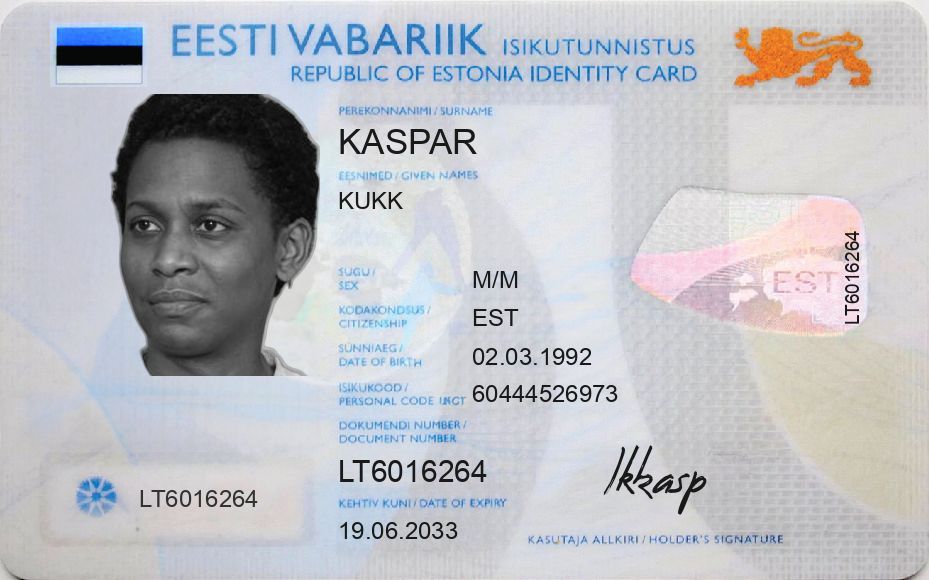 EESTI VABARIIK ISIKUTUNNISTUS
REPUBLIC OF ESTONIA IDENTITY CARD
PEREKONNANIMI / SURNAME
KASPAR
EESNIMED / GIVEN NAMES
KUKK
SUGU /
SEX
M/M
KODAKONDSUS /
CITIZENSHIP
EST
SÜNNIAEG /
DATE OF BIRTH
02.03.1992
ISIKUKOOD /
PERSONAL CODE
60444526973
DOKUMENDI NUMBER /
DOCUMENT NUMBER
LT6016264
KEHTIV KUNI / DATE OF EXPIRY
19.06.2033
LT6016264
EST
LT6016264
KASUTAJA ALLKIRI / HOLDER'S SIGNATURE